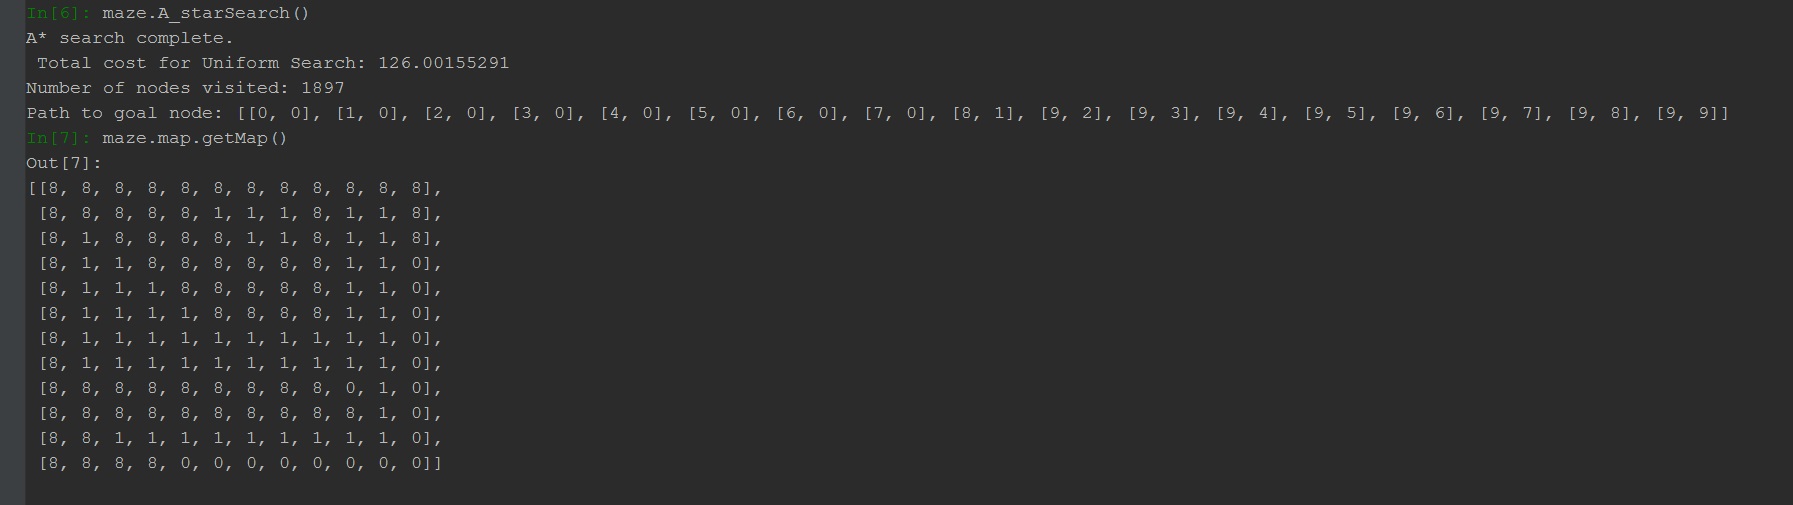 In[6]: maze.A_starSearch()
A* search complete.
 Total cost for Uniform Search: 126.00155291
Number of nodes visited: 1897
Path to goal node: [[0, 0], [1, 0], [2, 0], [3, 0], [4, 0], [5, 0], [6, 0], [7, 0], [8, 1], [9, 2], [9, 3], [9, 4], [9, 5], [9, 6], [9, 7], [9, 8], [9, 9]]
In[7]: maze.map.getMap()
Out[7]:
[[8, 8, 8, 8, 8, 8, 8, 8, 8, 8, 8, 8],
 [8, 8, 8, 8, 8, 1, 1, 1, 8, 1, 1, 8],
 [8, 1, 8, 8, 8, 8, 1, 1, 8, 1, 1, 8],
 [8, 1, 1, 8, 8, 8, 8, 8, 8, 1, 1, 0],
 [8, 1, 1, 1, 8, 8, 8, 8, 8, 1, 1, 0],
 [8, 1, 1, 1, 1, 8, 8, 8, 8, 1, 1, 0],
 [8, 1, 1, 1, 1, 1, 1, 1, 1, 1, 1, 0],
 [8, 1, 1, 1, 1, 1, 1, 1, 1, 1, 1, 0],
 [8, 8, 8, 8, 8, 8, 8, 8, 8, 0, 1, 0],
 [8, 8, 8, 8, 8, 8, 8, 8, 8, 8, 1, 0],
 [8, 8, 1, 1, 1, 1, 1, 1, 1, 1, 1, 0],
 [8, 8, 8, 8, 0, 0, 0, 0, 0, 0, 0, 0]]